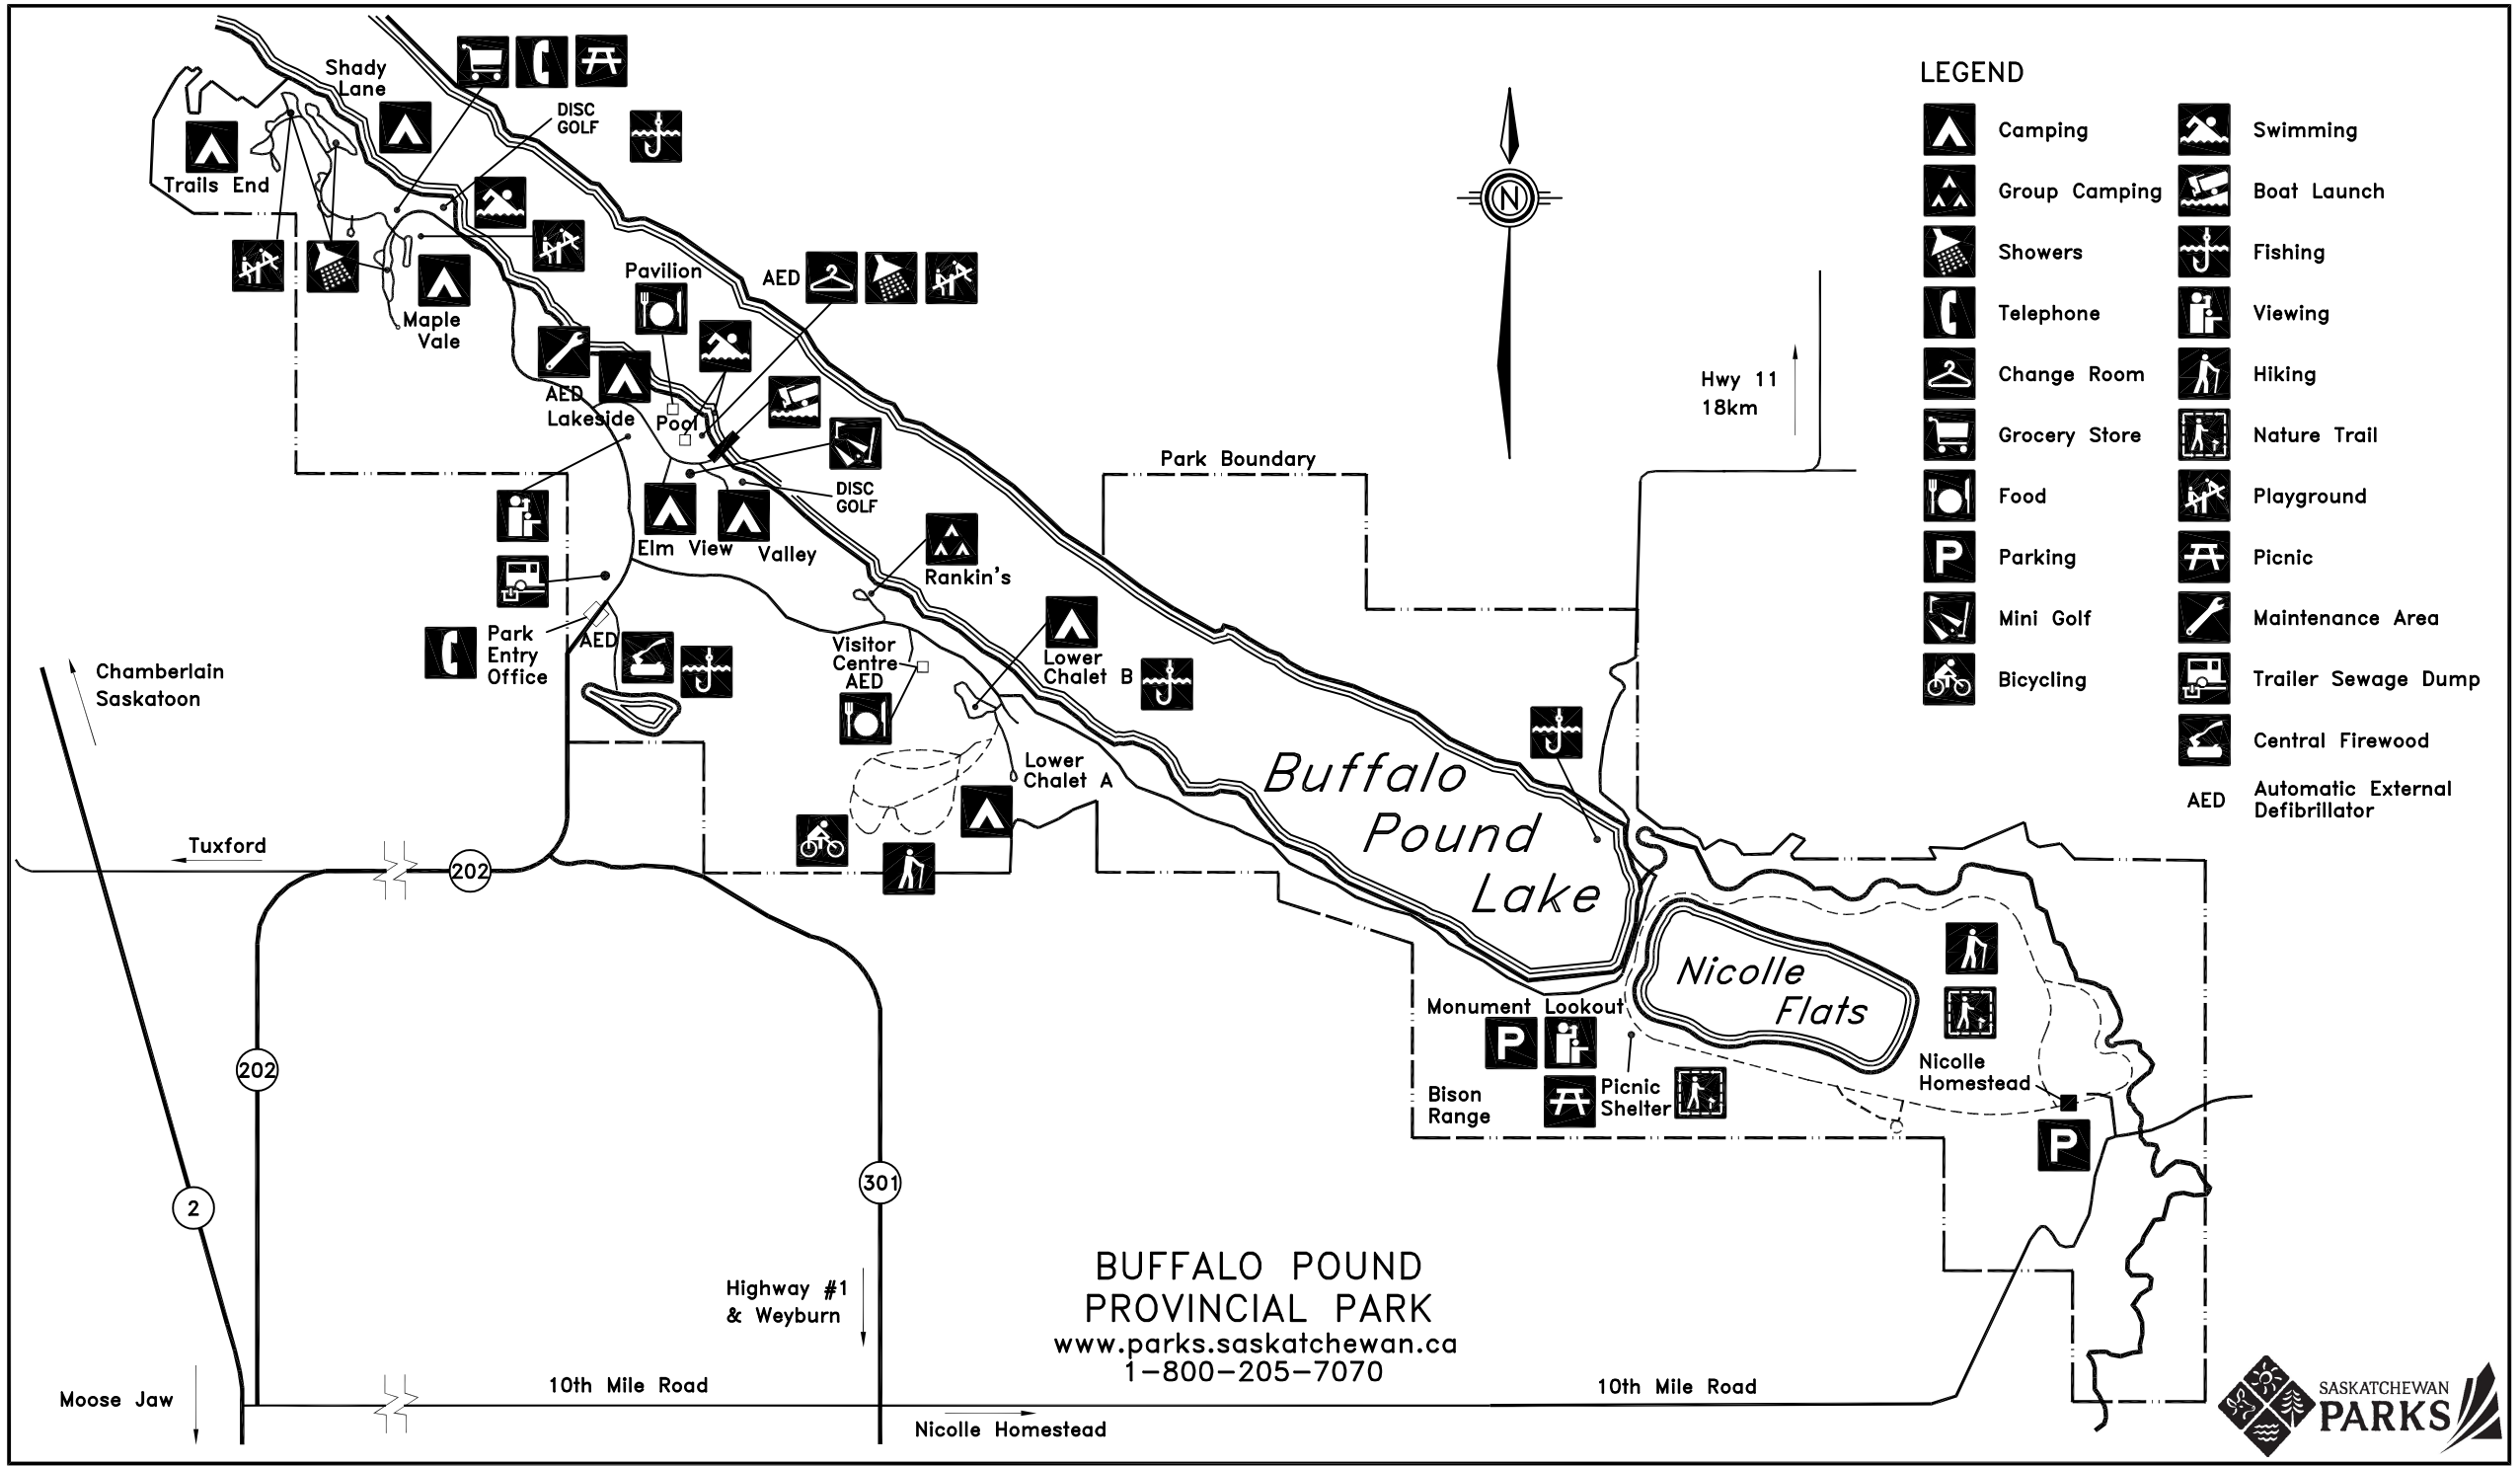 Shady
Lane
DISC
GOLF
Trails End
Maple
Vale
Pavilion
AED
AED
Lakeside
Pool
DISC
GOLF
Elm View
Valley
Rankin's
Park
Entry
Office
AED
Visitor
Centre
AED
Lower
Chalet B
Lower
Chalet A
Park Boundary
N
Hwy 11
18km
Chamberlain
Saskatoon
Tuxford
202
202
2
301
Buffalo
Pound
Lake
Nicolle
Flats
Monument Lookout
P
Bison
Range
Picnic
Shelter
Nicolle
Homestead
P
Highway #1
& Weyburn
Moose Jaw
10th Mile Road
Nicolle Homestead
10th Mile Road
BUFFALO POUND
PROVINCIAL PARK
www.parks.saskatchewan.ca
1-800-205-7070
LEGEND
Camping
Group Camping
Showers
Telephone
Change Room
Grocery Store
Food
P Parking
Mini Golf
Bicycling
Swimming
Boat Launch
Fishing
Viewing
Hiking
Nature Trail
Playground
Picnic
Maintenance Area
Trailer Sewage Dump
Central Firewood
AED Automatic External
Defibrillator
SASKATCHEWAN
PARKS